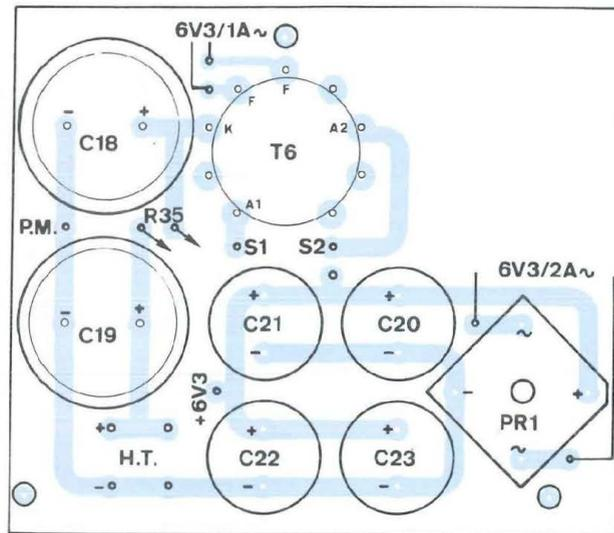 6V3/1A~
F
F
- +
C18
K
A2
T6
A1
P.M.
R35
S1 S2
6V3/2A~
- +
C19
+
C21
-
+
C20
-
~
- +
PR1
~
+6V3
+
H.T.
-
+
C22
-
+
C23
-